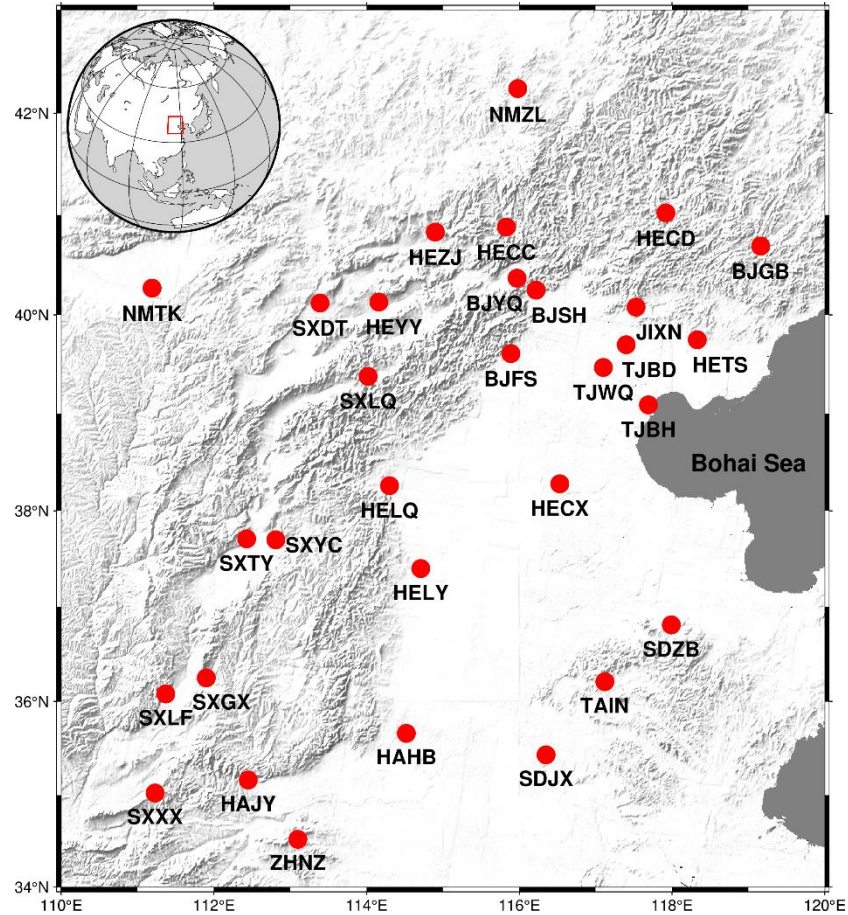 42°N
NMZL
HECD
HECC
HEZJ
BJGB
NMTK
40°N
BJYQ
BJSH
SXDT
HEYY
JIXN
HETS
TJBD
BJFS
TJWQ
SXLQ
TJBH
Bohai Sea
38°N
HELQ
HECX
SXTY
SXYC
HELY
SDZB
36°N
SXGX
TAIN
SXLF
HAHB
SDJX
HAJY
SXXX
ZHNZ
34°N
110°E
112°E
114°E
116°E
118°E
120°E